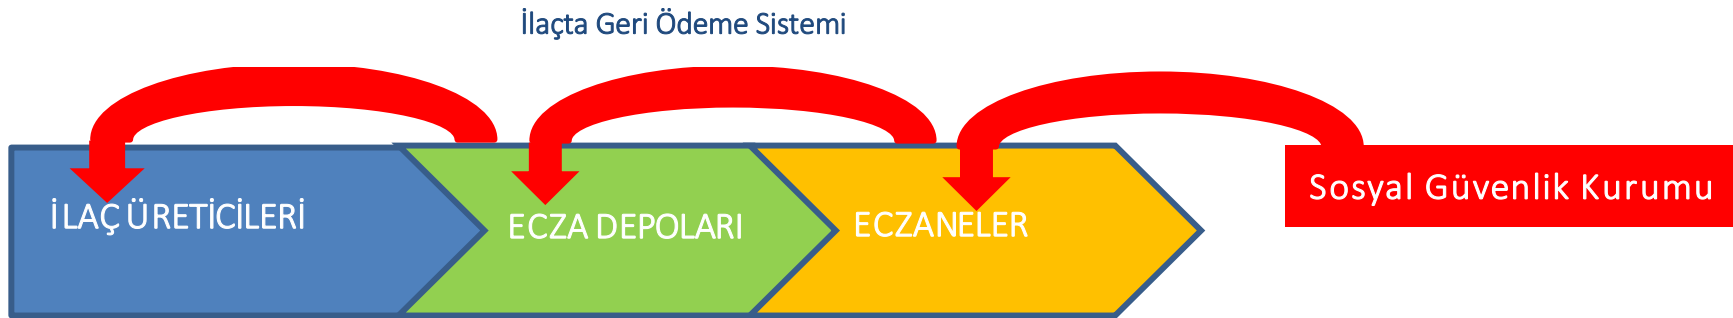 İlaçta Geri Ödeme Sistemi
İLAÇ ÜRETİCİLERİ
ECZA DEPOLARI
ECZANELER
Sosyal Güvenlik Kurumu